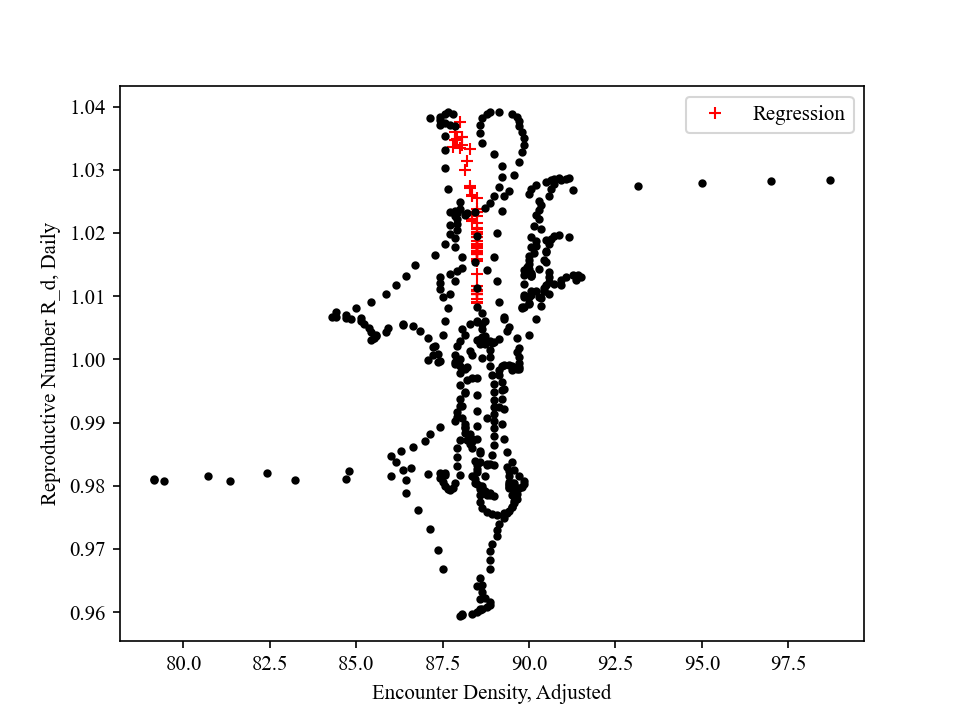 Regression
1.04
1.03
1.02
1.01
1.00
0.99
0.98
0.97
0.96
Reproductive Number R_d, Daily
80.0 82.5 85.0 87.5 90.0 92.5 95.0 97.5
Encounter Density, Adjusted